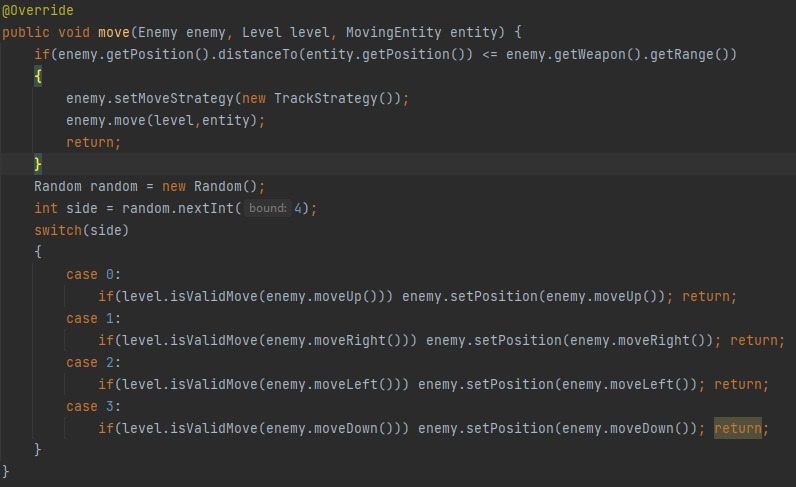 @Override
public void move(Enemy enemy, Level level, MovingEntity entity) {
    if(enemy.getPosition().distanceTo(entity.getPosition()) <= enemy.getWeapon().getRange())
    {
        enemy.setMoveStrategy(new TrackStrategy());
        enemy.move(level,entity);
        return;
    }
    Random random = new Random();
    int side = random.nextInt( bound: 4);
    switch(side)
    {
        case 0:
            if(level.isValidMove(enemy.moveUp())) enemy.setPosition(enemy.moveUp()); return;
        case 1:
            if(level.isValidMove(enemy.moveRight())) enemy.setPosition(enemy.moveRight()); return;
        case 2:
            if(level.isValidMove(enemy.moveLeft())) enemy.setPosition(enemy.moveLeft()); return;
        case 3:
            if(level.isValidMove(enemy.moveDown())) enemy.setPosition(enemy.moveDown()); return;
    }
}